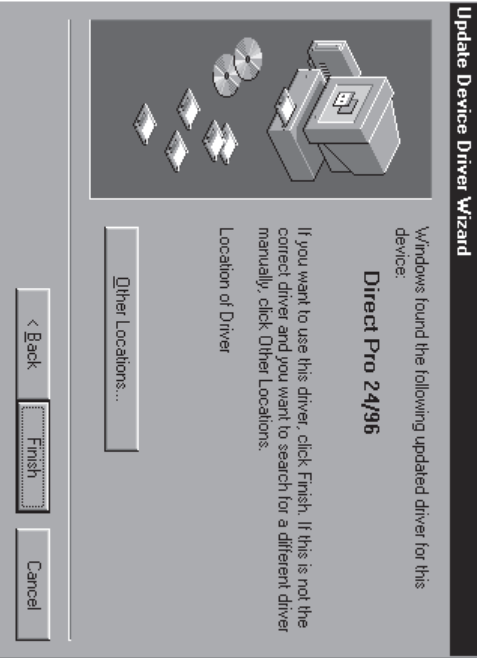 Update Device Driver Wizard
Windows found the following updated driver for this
device:
Direct Pro 24/96
If you want to use this driver, click Finish. If this is not the
correct driver and you want to search for a different driver
manually, click Other Locations.
Location of Driver
Other Locations...
< Back
Finish
Cancel